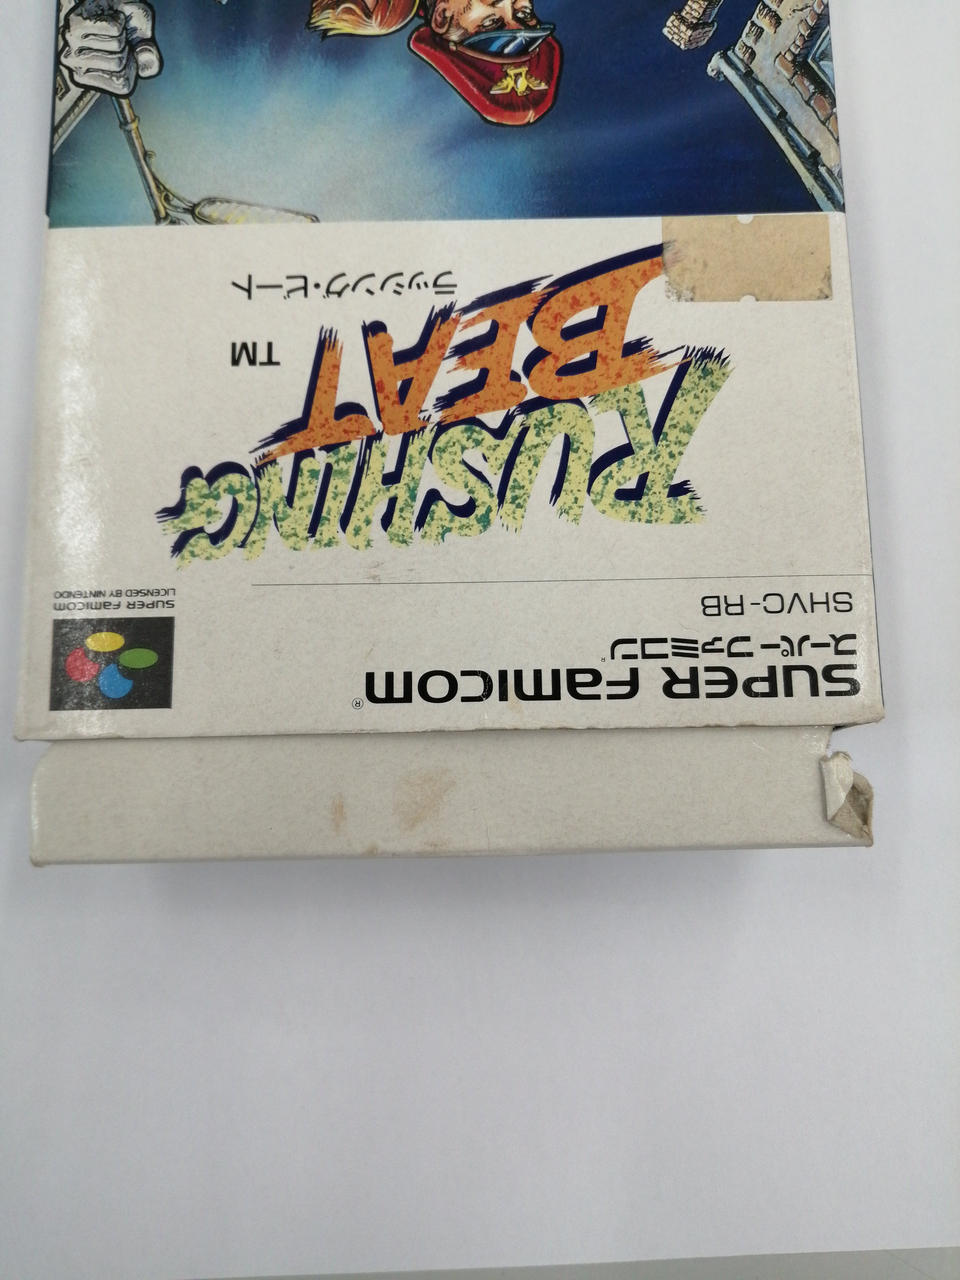 SUPER FAMICOM®
スーパーファミコン®
SHVC-RB
SUPER FAMICOM
LICENSED BY NINTENDO
RUSHING
BEAT
TM
ラッシング・ビート